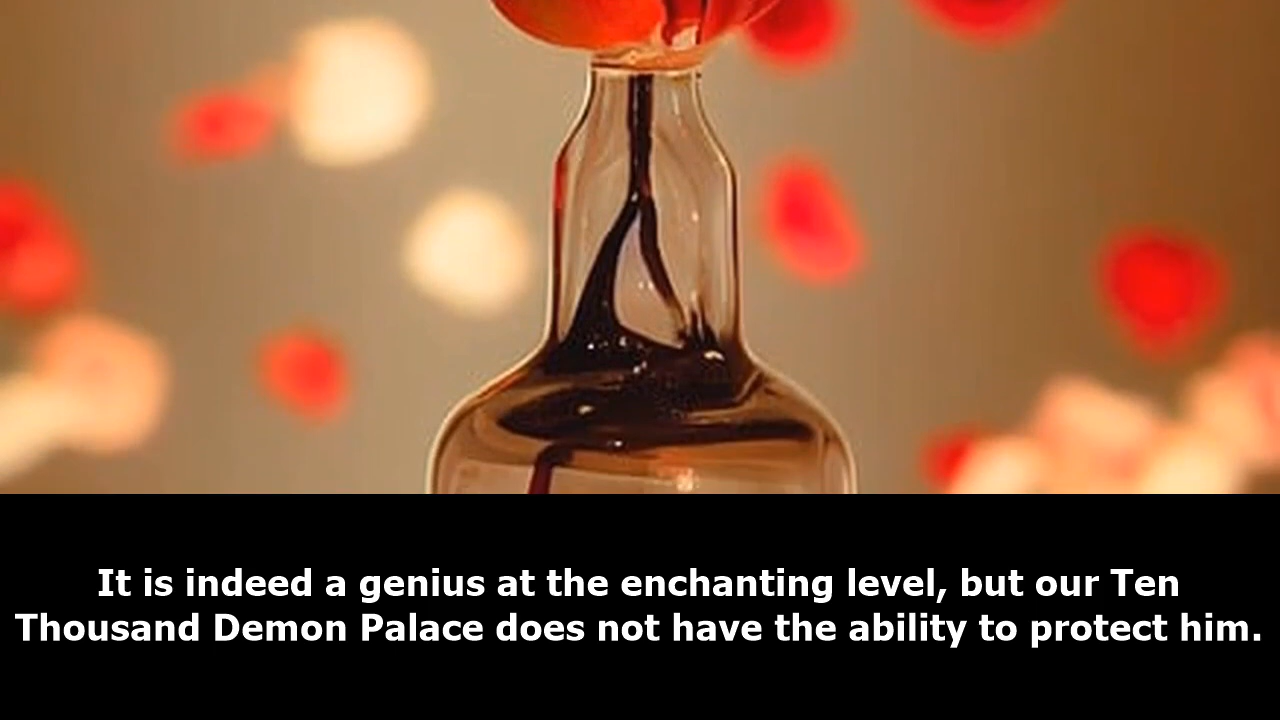 It is indeed a genius at the enchanting level, but our Ten
Thousand Demon Palace does not have the ability to protect him.